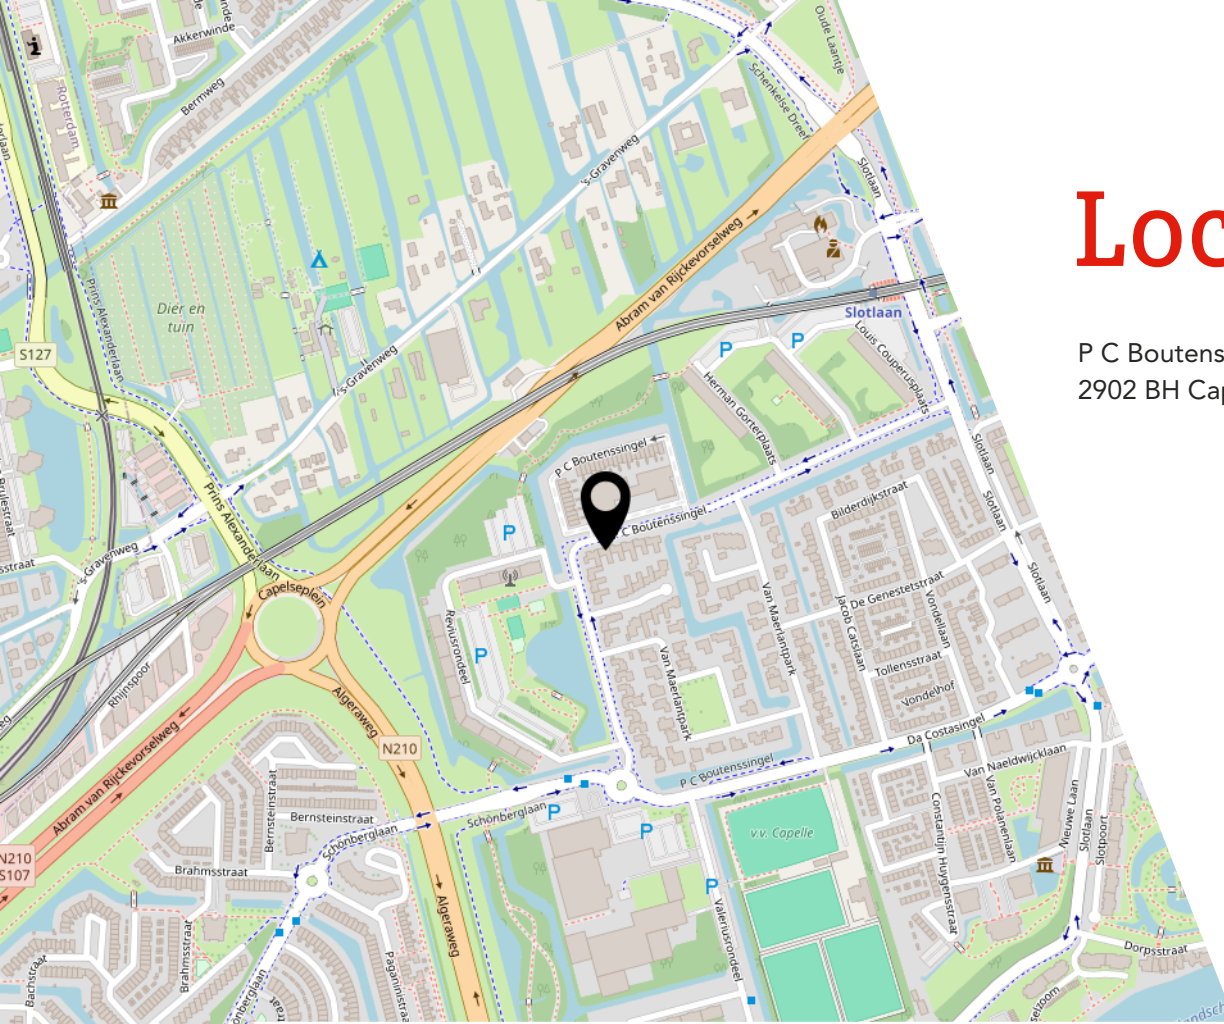 Akkerwinde
Bermweg
Rotterdam
Oude Laantje
Schenkelse Dreef
Slotlaan
's-Gravenweg
Abram van Rijckevorselweg
Prins Alexanderlaan
Dier en
tuin
S127
Slotlaan
Loc
P C Boutens
2902 BH Cap
P
P
Louis Couperusplaats
's-Gravenweg
Herman Gorterplaats
P C Boutenssingel
Slotlaan
Slotlaan
Bilderdijkstraat
C Boutenssingel
P
Prins Alexanderlaan
's-Gravenweg
Capelseplein
De Genestetstraat
Slotlaan
Van Maerlantpark
Jacob Catslaan
Vondellaan
Reviusrondeel
P
Van Maerlantpark
Tollensstraat
Vondelhof
Rhijnspoor
Algeraweg
N210
Da Costasingel
P C Boutenssingel
Van Naeldwijcklaan
Abram van Rijckevorselweg
Bernsteinstraat
Bernsteinstraat
Schönberglaan
Schönberglaan
P
P
v.v. Capelle
Constantijn Huygensstraat
Van Polanenlaan
Nieuwe Laan
Slotlaan
Slotpoort
N210
S107
Brahmsstraat
P
Valeriusrondeel
Algeraweg
Brahmsstraat
Bachstraat
Dorpsstraat